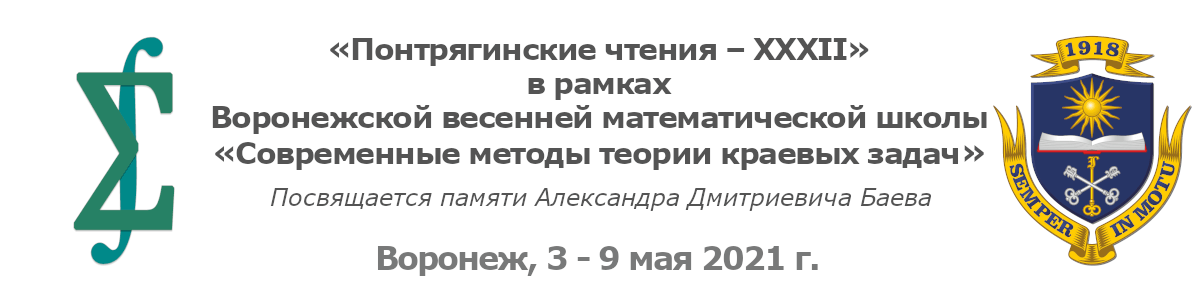 «Понтрягинские чтения – XXXII»
в рамках
Воронежской весенней математической школы
«Современные методы теории краевых задач»
Посвящается памяти Александра Дмитриевича Баева
Воронеж, 3 - 9 мая 2021 г.
1918
SEMPER IN MOTU